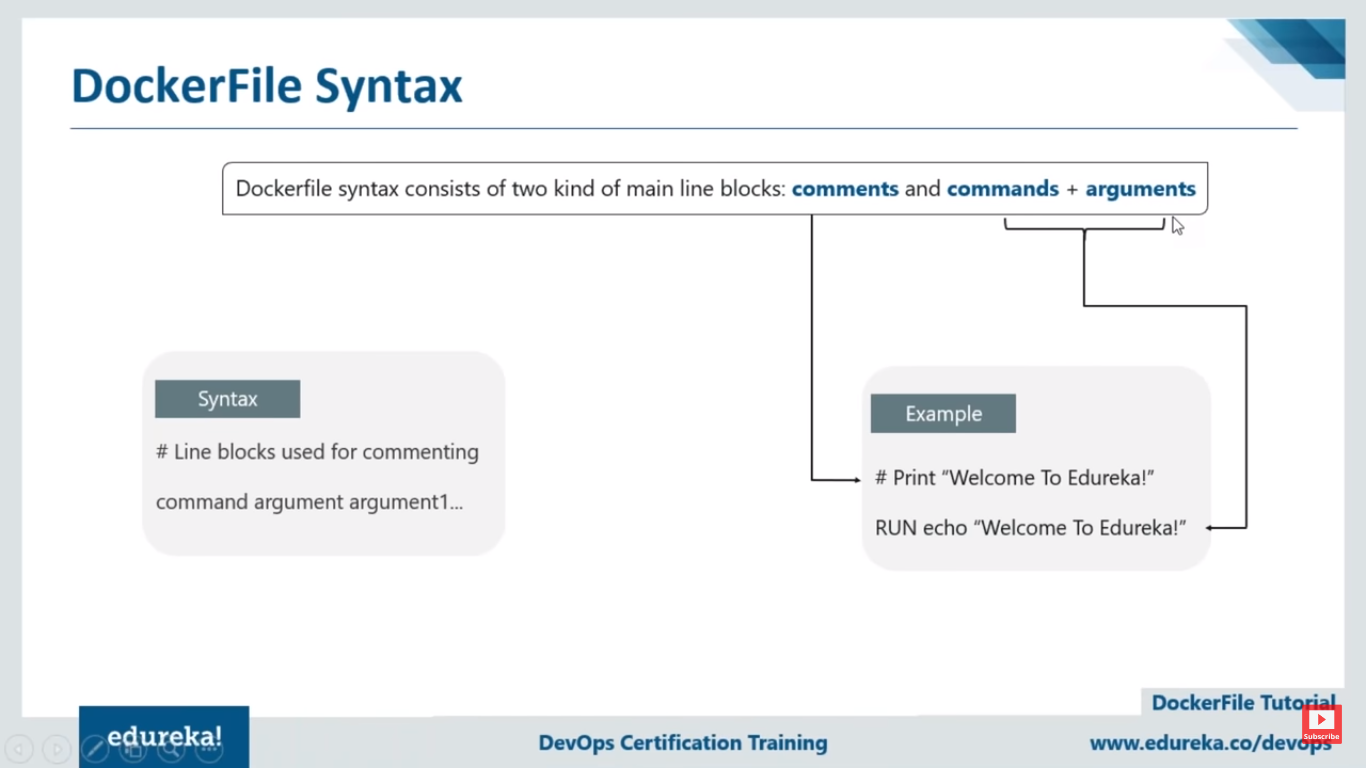 DockerFile Syntax
Dockerfile syntax consists of two kind of main line blocks: comments and commands + arguments
Syntax
# Line blocks used for commenting
command argument argument1...
Example
# Print “Welcome To Edureka!”
RUN echo “Welcome To Edureka!”
DockerFile Tutorial
edureka!
DevOps Certification Training
www.edureka.co/devops
Subscribe